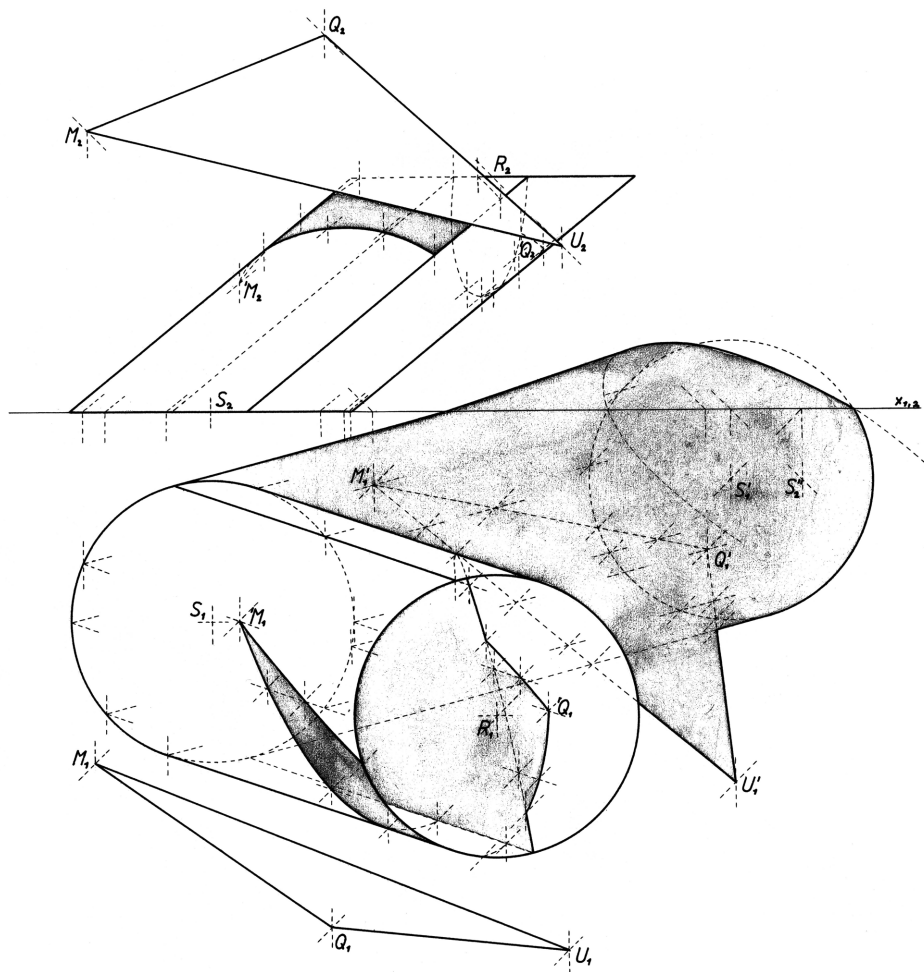 Q₂
M₂
R₂
U₂
'Q₂
'M₂
S₂
x₁,₂
M₁'
S₁'
S₂''
Q₁'
S₁
'M₁
'Q₁
R₁
M₁
U₁'
Q₁
U₁